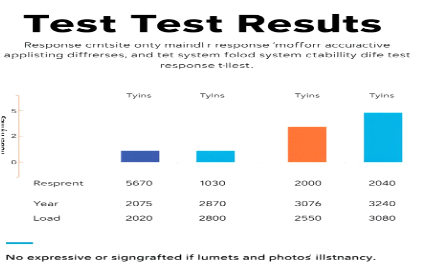 Test Test Results
Response crntsite onty maindl r response 'mofforr accuractive
applisting diffrerses, and tet system folod system ctabillity dife test
response t·llest.
Tyins Tyins Tyins Tyins
5
2
0
Resprent 5670 1030 2000 2040
Year 2075 2870 3076 3240
Load 2020 2800 2550 3080
No expressive or signgrafted if lumets and photos' illstnancy.